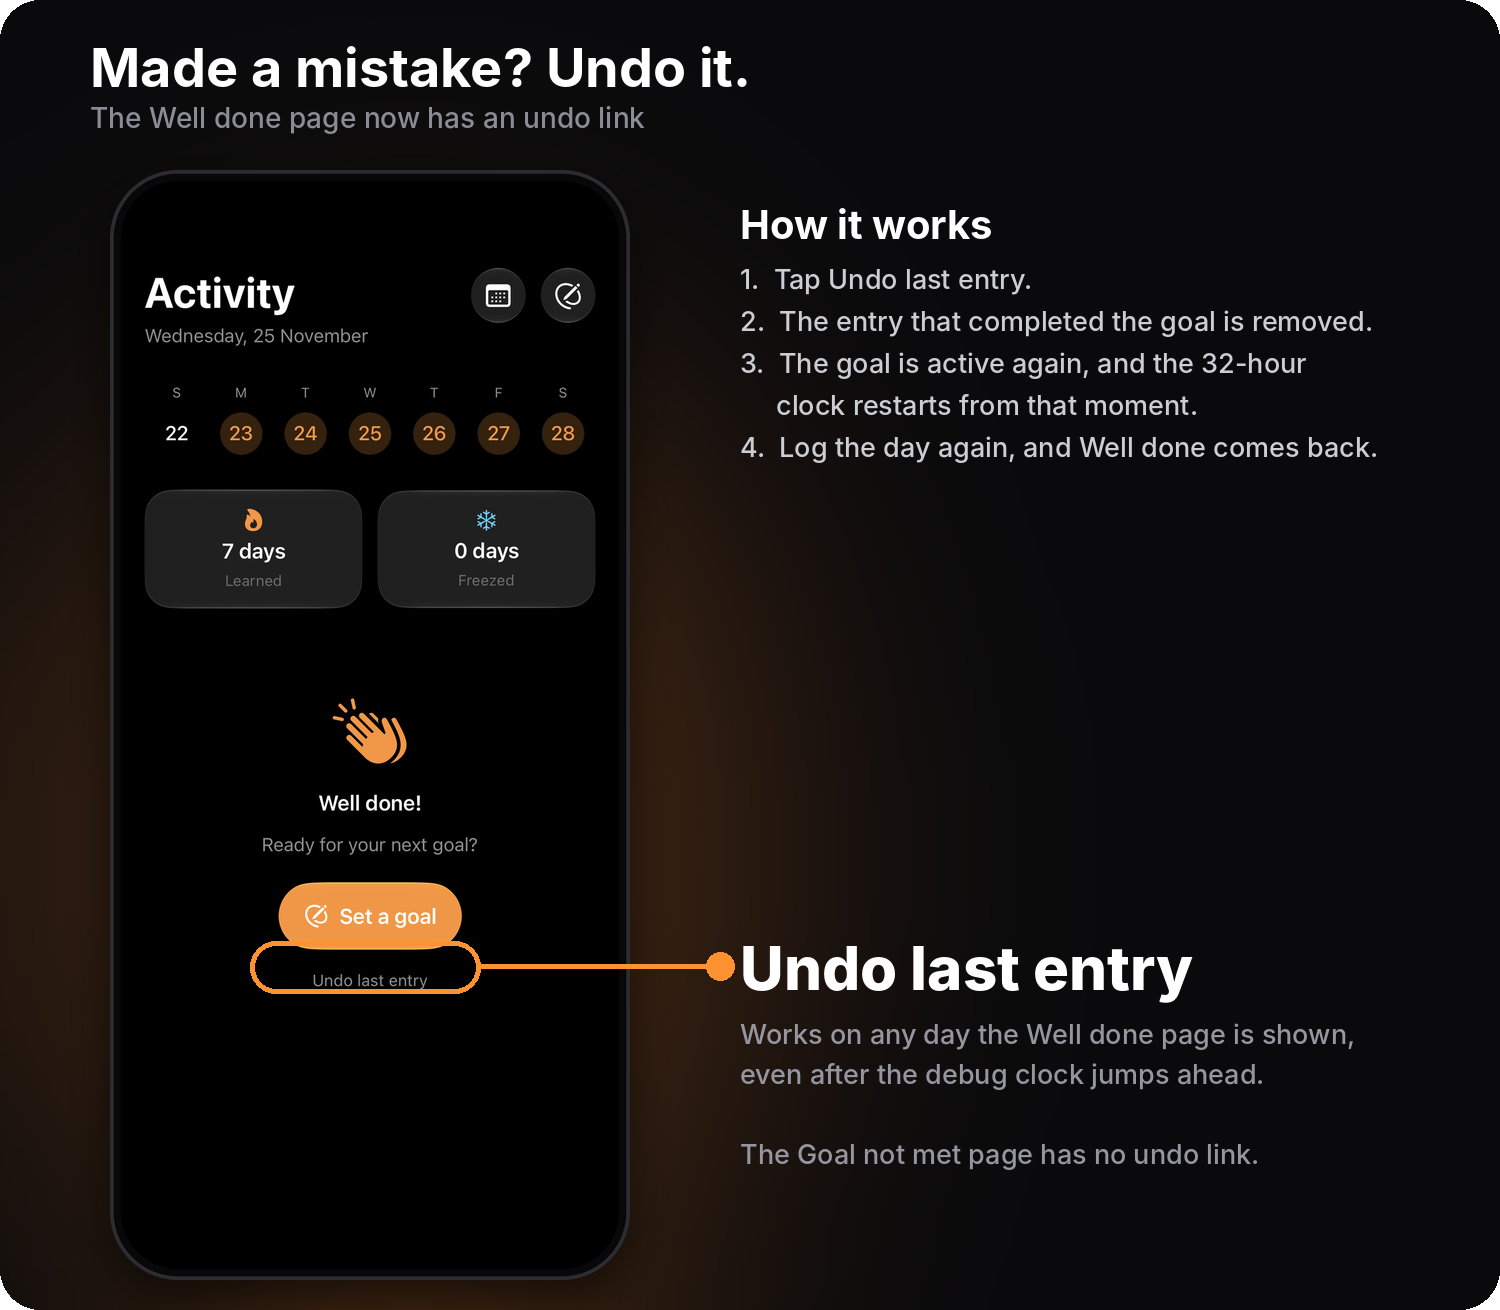 Made a mistake? Undo it.
The Well done page now has an undo link
Activity
Wednesday, 25 November
S M T W T F S
22 23 24 25 26 27 28
7 days
Learned
0 days
Freezed
Well done!
Ready for your next goal?
Set a goal
Undo last entry
How it works
1. Tap Undo last entry.
2. The entry that completed the goal is removed.
3. The goal is active again, and the 32-hour
clock restarts from that moment.
4. Log the day again, and Well done comes back.
Undo last entry
Works on any day the Well done page is shown,
even after the debug clock jumps ahead.
The Goal not met page has no undo link.